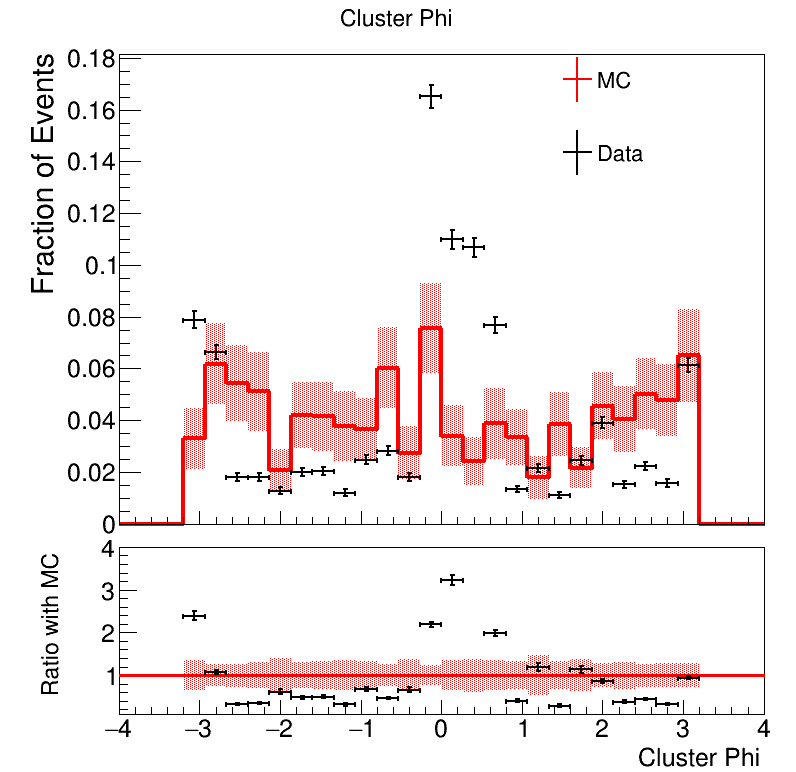 Cluster Phi
Fraction of Events
0.18
0.16
0.14
0.12
0.1
0.08
0.06
0.04
0.02
0
MC
Data
Ratio with MC
4
3
2
1
−4 −3 −2 −1 0 1 2 3 4
Cluster Phi